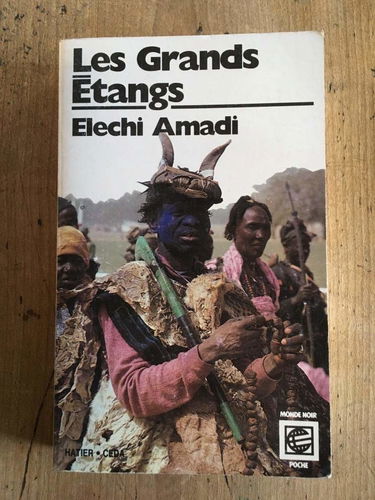 Les Grands
Étangs
Elechi Amadi
HATIER • CEDA
MONDE NOIR
POCHE